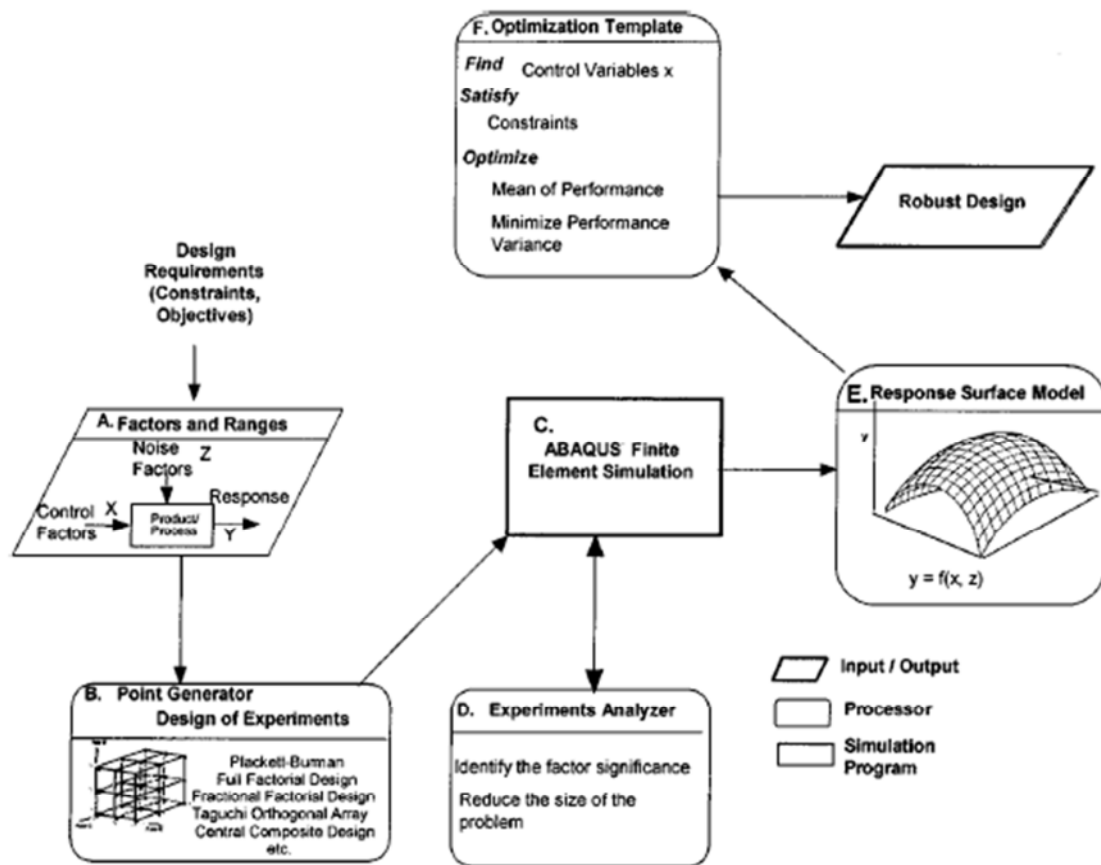 F. Optimization Template
Find Control Variables x
Satisfy
Constraints
Optimize
Mean of Performance
Minimize Performance
Variance
Robust Design
Design
Requirements
(Constraints,
Objectives)
A. Factors and Ranges
Noise
Factors
Z
Control
Factors
X
Product/
Process
Response
Y
B. Point Generator
Design of Experiments
Plackett-Burman
Full Factorial Design
Fractional Factorial Design
Taguchi Orthogonal Array
Central Composite Design
etc.
C.
ABAQUS Finite
Element Simulation
D. Experiments Analyzer
Identify the factor significance
Reduce the size of the
problem
E. Response Surface Model
y
y = f(x, z)
Input / Output
Processor
Simulation
Program